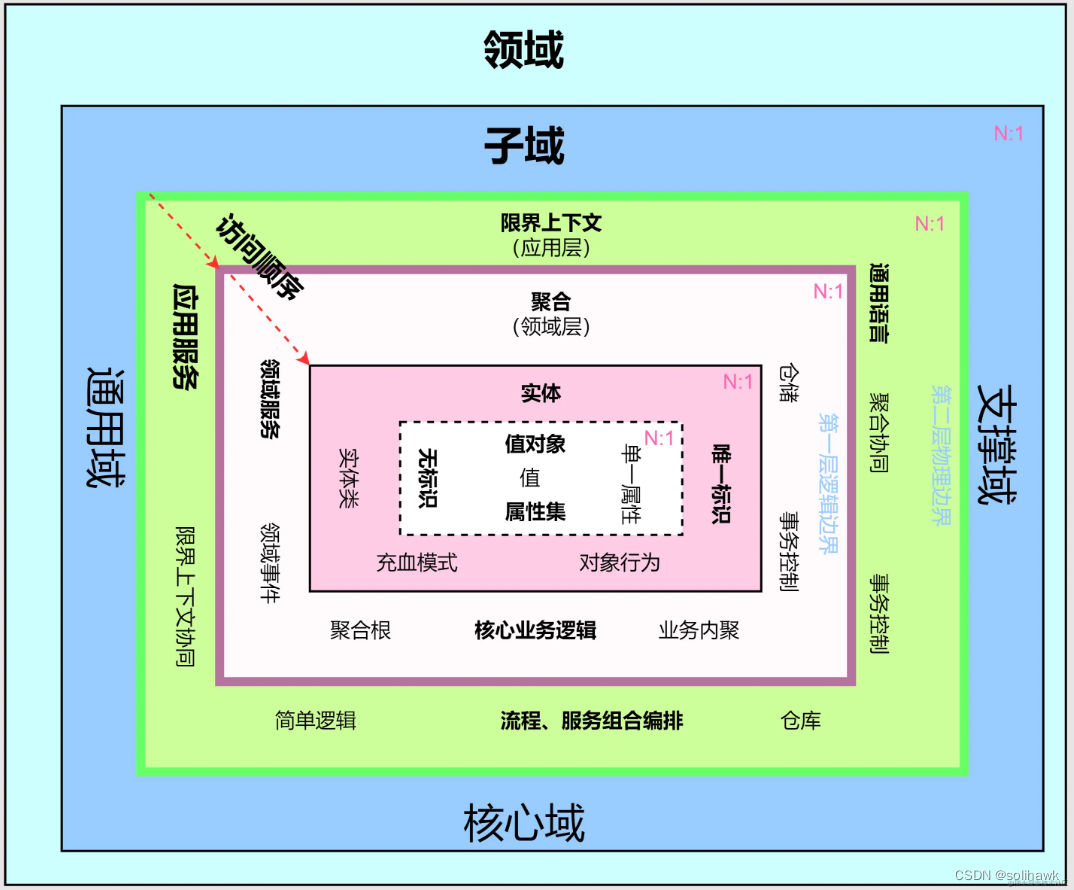 领域
子域
N:1
限界上下文
(应用层)
N:1
访问顺序
应用服务
限界上下文协同
通用语言
聚合协同
事务控制
第二层物理边界
通用域
支撑域
聚合
(领域层)
N:1
领域服务
领域事件
仓储
事务控制
第一层逻辑边界
实体
N:1
实体类
唯一标识
值对象
N:1
无标识
值
单一属性
属性集
充血模式
对象行为
聚合根
核心业务逻辑
业务内聚
简单逻辑
流程、服务组合编排
仓库
核心域
CSDN @solihawk